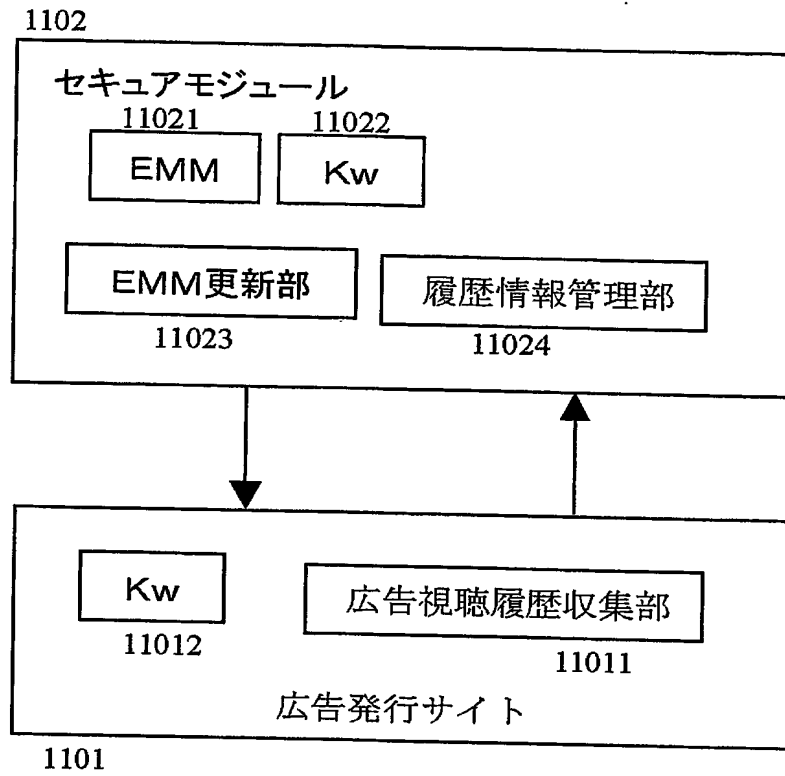 1102
セキュアモジュール
11021 11022
EMM Kw
EMM更新部 履歴情報管理部
11023 11024
Kw 広告視聴履歴収集部
11012 11011
広告発行サイト
1101